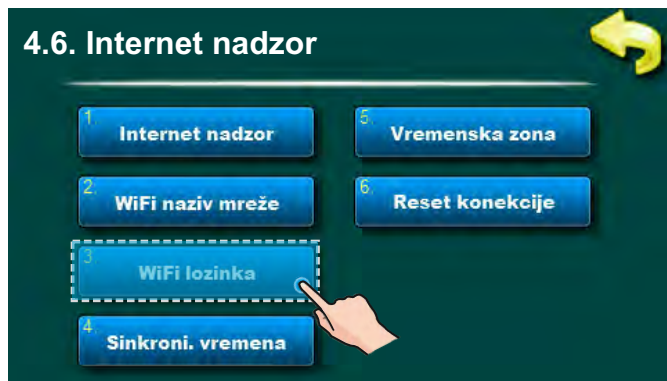 4.6. Internet nadzor
1.
Internet nadzor
2.
WiFi naziv mreže
3
WiFi lozinka
4
Sinkroni. vremena
5.
Vremenska zona
6.
Reset konekcije